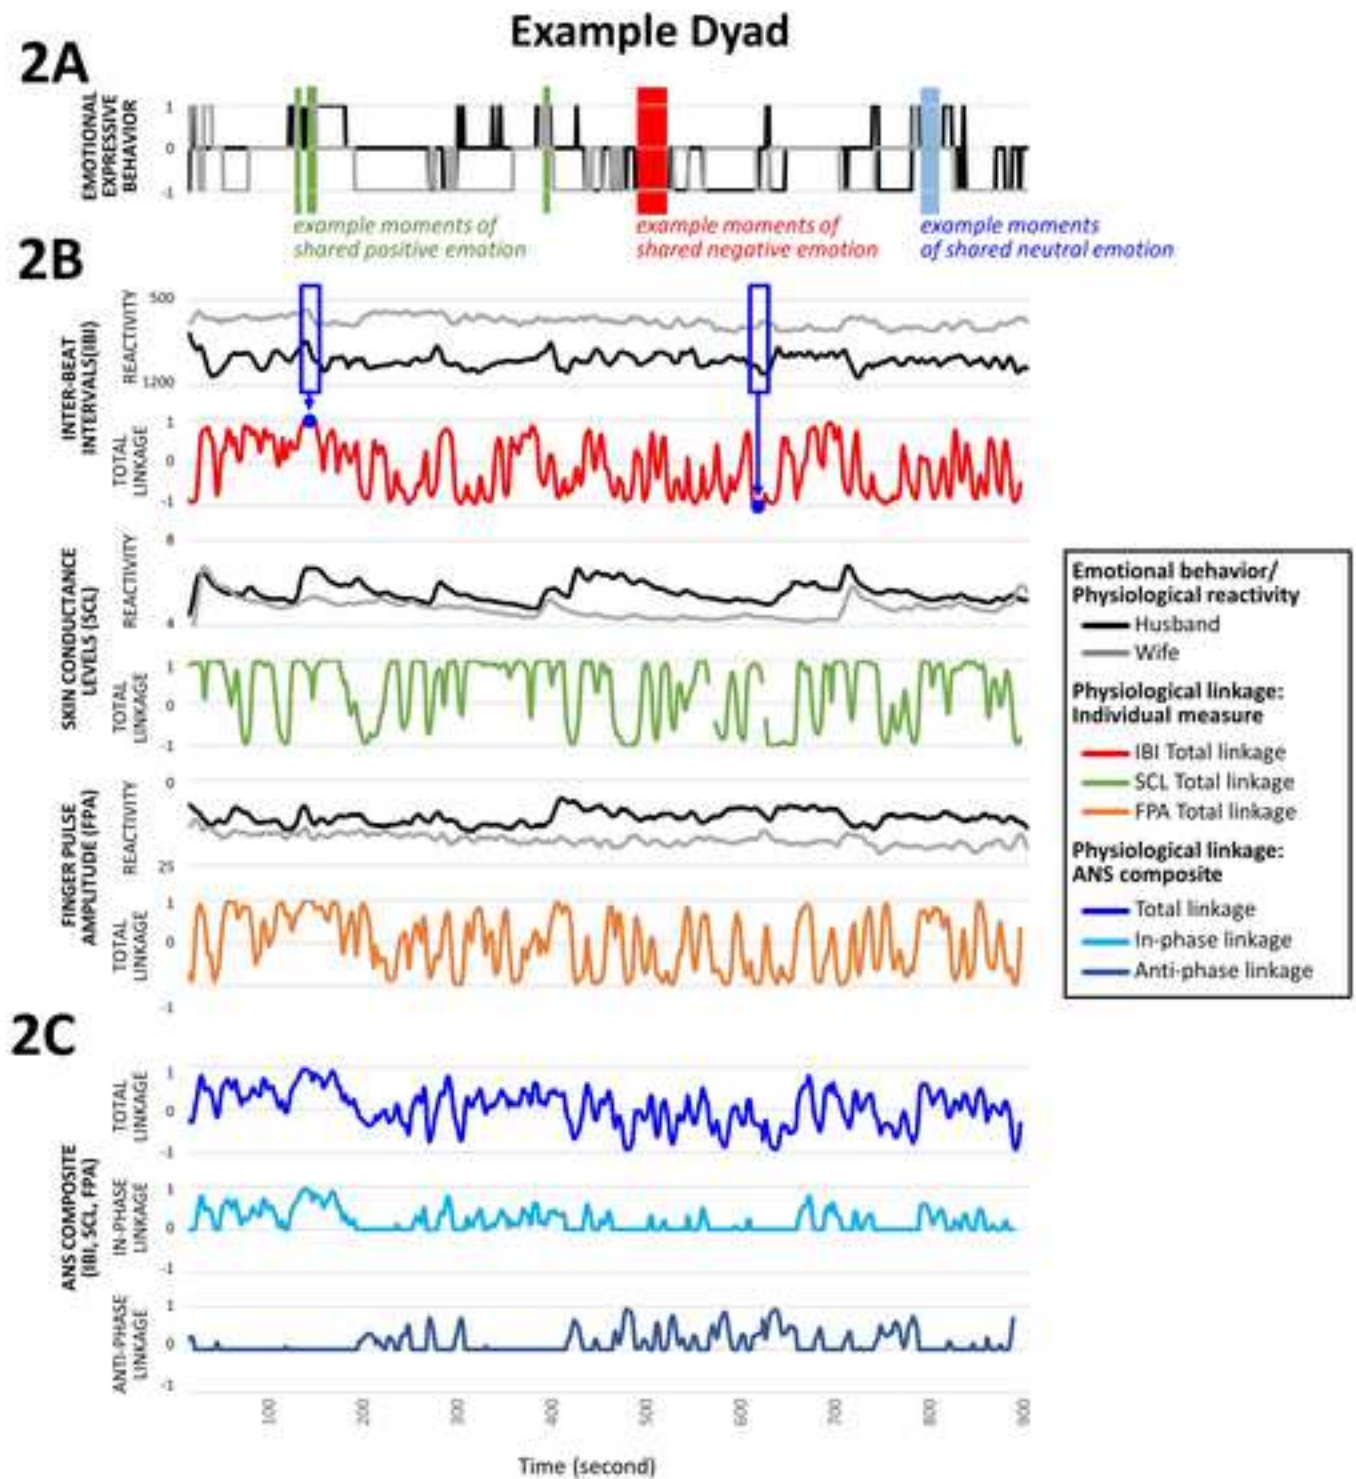 Example Dyad
2A
EMOTIONAL
EXPRESSIVE
BEHAVIOR
1
0
-1
example moments of
shared positive emotion
example moments of
shared negative emotion
example moments
of shared neutral emotion
2B
INTER-BEAT
INTERVALS(IBI)
REACTIVITY
500
1200
TOTAL
LINKAGE
1
0
-1
SKIN CONDUCTANCE
LEVELS (SCL)
REACTIVITY
8
4
TOTAL
LINKAGE
1
0
-1
FINGER PULSE
AMPLITUDE (FPA)
REACTIVITY
0
25
TOTAL
LINKAGE
1
0
-1
Emotional behavior/
Physiological reactivity
Husband
Wife
Physiological linkage:
Individual measure
IBI Total linkage
SCL Total linkage
FPA Total linkage
Physiological linkage:
ANS composite
Total linkage
In-phase linkage
Anti-phase linkage
2C
ANS COMPOSITE
(IBI, SCL, FPA)
TOTAL
LINKAGE
1
0
-1
IN-PHASE
LINKAGE
1
0
-1
ANTI-PHASE
LINKAGE
1
0
-1
100 200 300 400 500 600 700 800 900
Time (second)